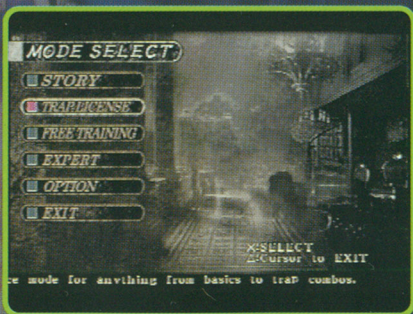 MODE SELECT
STORY
TRAP LICENSE
FREE TRAINING
EXPERT
OPTION
EXIT
X:SELECT
△:Cursor to EXIT
ce mode for anything from basics to trap combos.